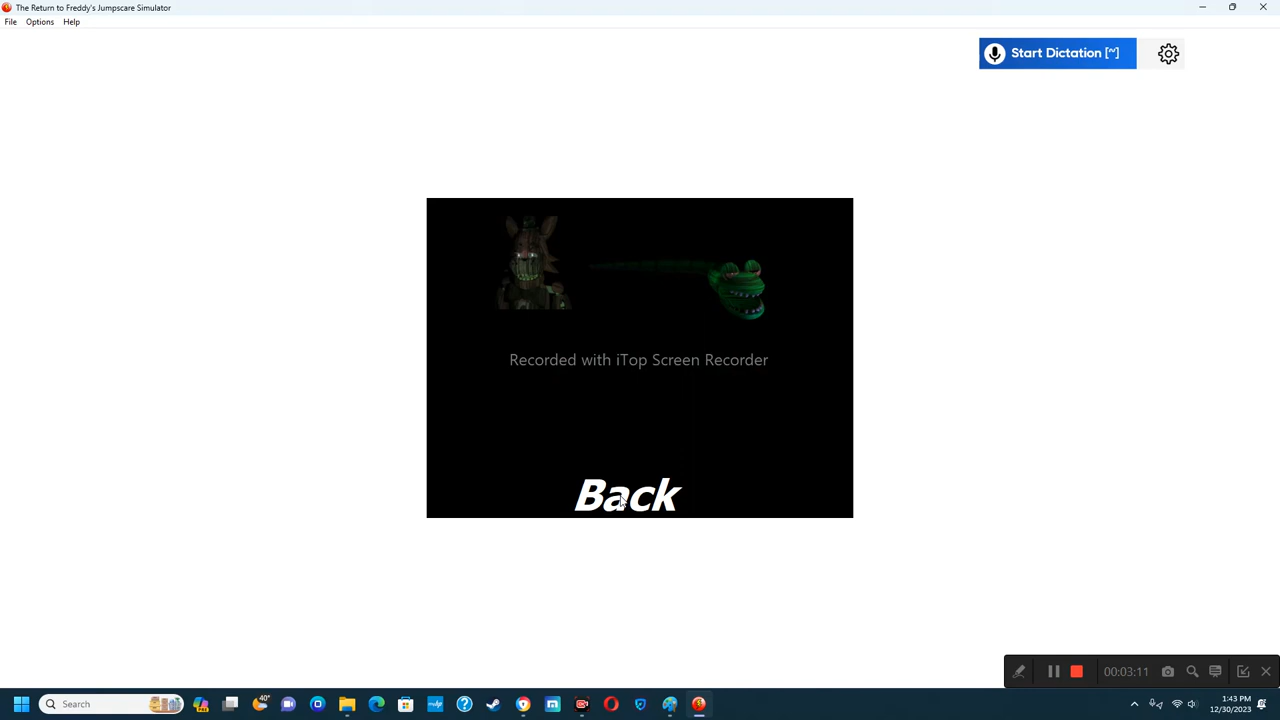 The Return to Freddy's Jumpscare Simulator
File Options Help
Start Dictation [~]
Recorded with iTop Screen Recorder
Back
00:03:11
Search
40°
1:43 PM
12/30/2023